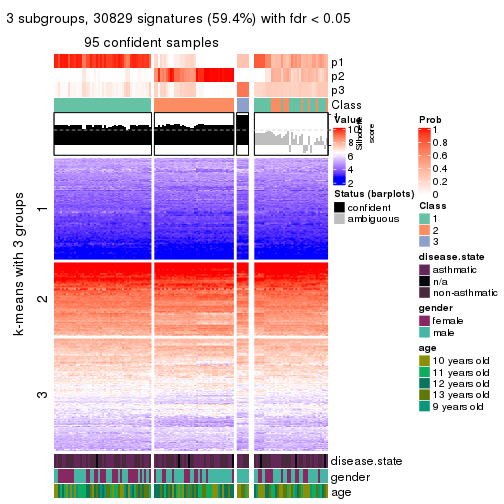 3 subgroups, 30829 signatures (59.4%) with fdr < 0.05
95 confident samples
p1
p2
p3
Class
Silhouette
score
k-means with 3 groups
1
2
3
disease.state
gender
age
Value
10
8
6
4
2
Status (barplots)
confident
ambiguous
Prob
1
0.8
0.6
0.4
0.2
0
Class
1
2
3
disease.state
asthmatic
n/a
non-asthmatic
gender
female
male
age
10 years old
11 years old
12 years old
13 years old
9 years old